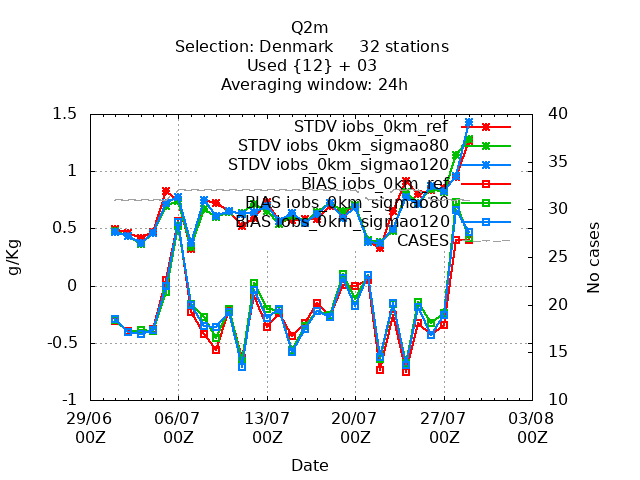 Q2m
Selection: Denmark 32 stations
Used {12} + 03
Averaging window: 24h
1.5
1
0.5
0
-0.5
-1
g/Kg
40
35
30
25
20
15
10
No cases
STDV iobs_0km_ref
STDV iobs_0km_sigmao80
STDV iobs_0km_sigmao120
BIAS iobs_0km_ref
BIAS iobs_0km_sigmao80
BIAS iobs_0km_sigmao120
CASES
29/06 06/07 13/07 20/07 27/07 03/08
00Z 00Z 00Z 00Z 00Z 00Z
Date